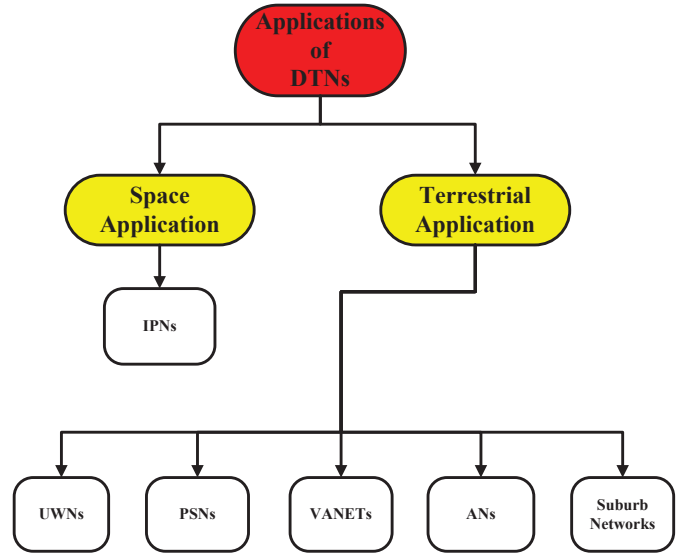 Applications
of
DTNs
Space
Application
Terrestrial
Application
IPNs
UWNs
PSNs
VANETs
ANs
Suburb
Networks